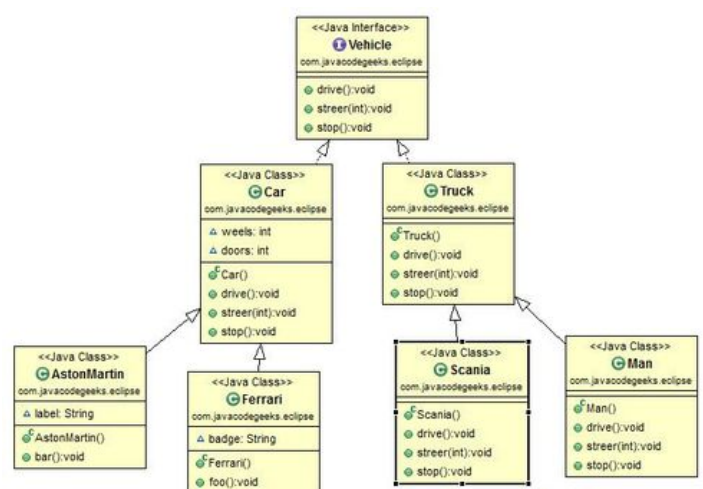 <<Java Interface>>
Vehicle
com.javacodegeeks.eclipse
drive():void
streer(int):void
stop():void
<<Java Class>>
Car
com.javacodegeeks.eclipse
weels: int
doors: int
Car()
drive():void
streer(int):void
stop():void
<<Java Class>>
Truck
com.javacodegeeks.eclipse
Truck()
drive():void
streer(int):void
stop():void
<<Java Class>>
AstonMartin
com.javacodegeeks.eclipse
label: String
AstonMartin()
bar():void
<<Java Class>>
Ferrari
com.javacodegeeks.eclipse
badge: String
Ferrari()
foo():void
<<Java Class>>
Scania
com.javacodegeeks.eclipse
Scania()
drive():void
streer(int):void
stop():void
<<Java Class>>
Man
com.javacodegeeks.eclipse
Man()
drive():void
streer(int):void
stop():void